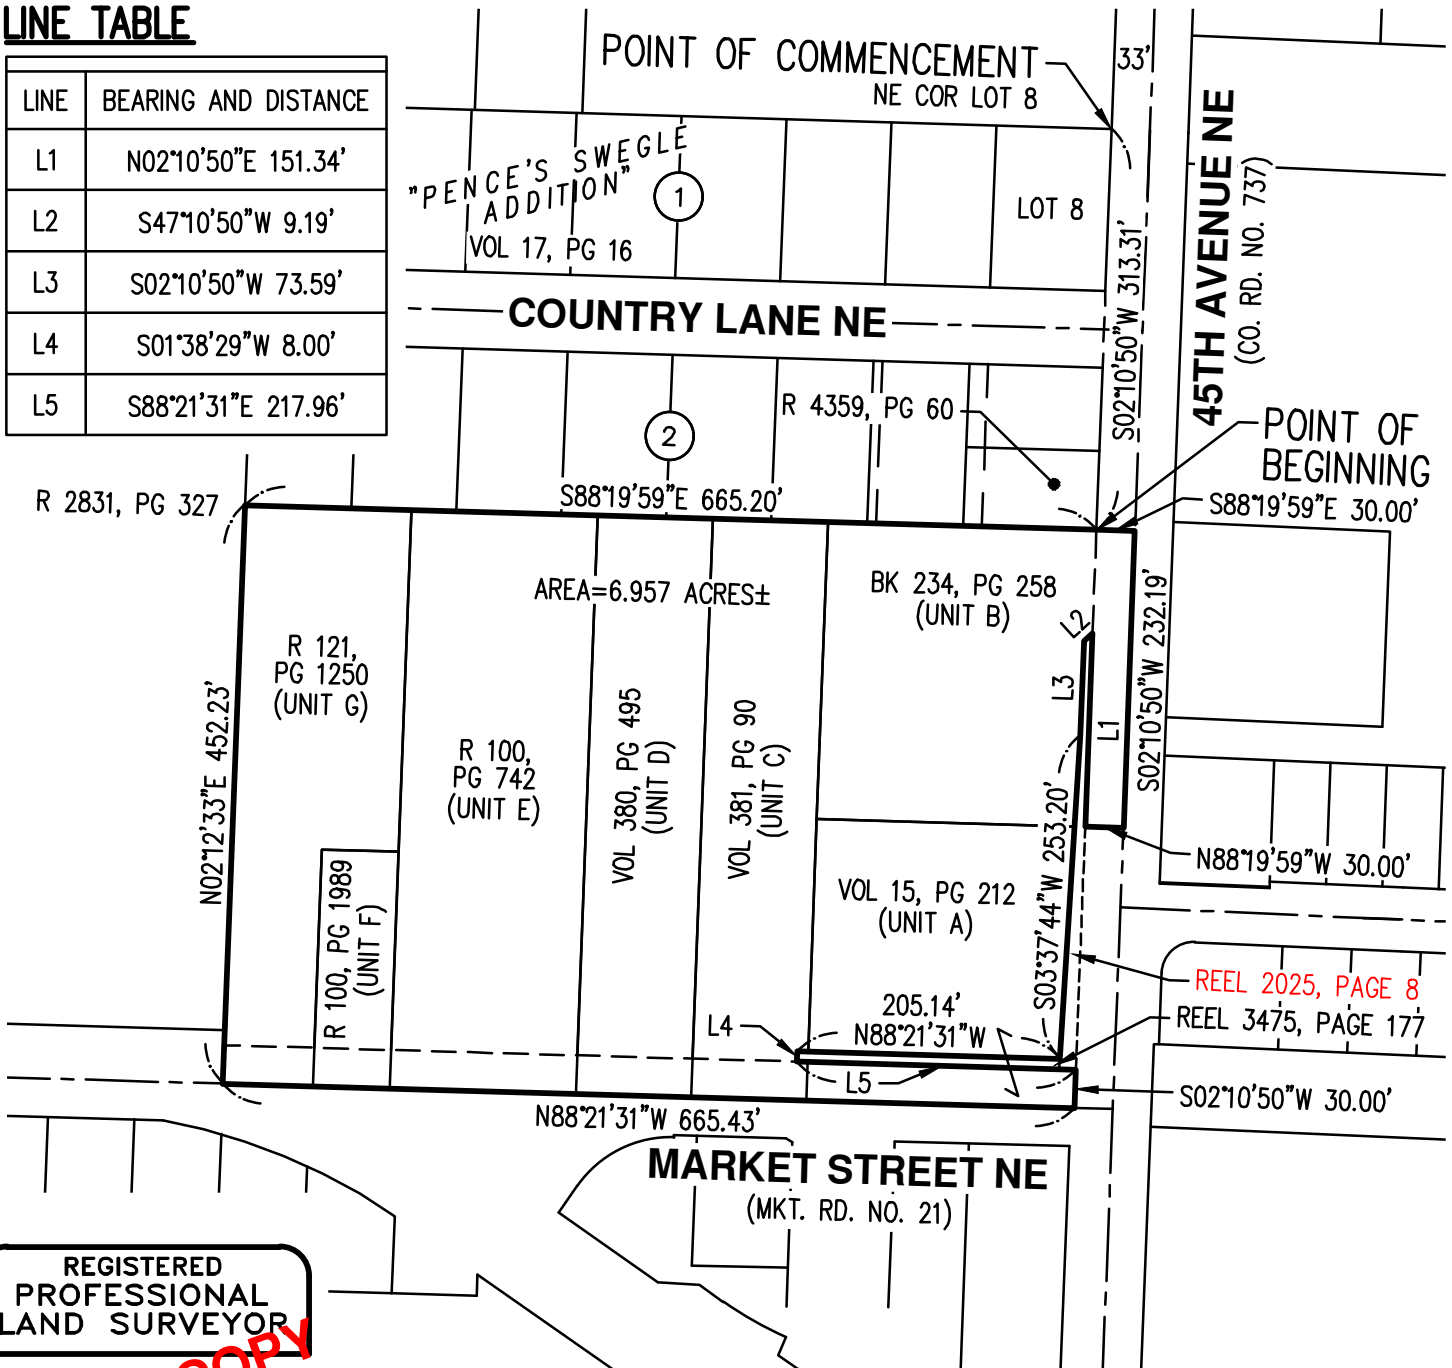 LINE TABLE
LINE BEARING AND DISTANCE
L1 N02°10'50"E 151.34'
L2 S47°10'50"W 9.19'
L3 S02°10'50"W 73.59'
L4 S01°38'29"W 8.00'
L5 S88°21'31"E 217.96'
POINT OF COMMENCEMENT
NE COR LOT 8
33'
"PENCE'S SWEGLE
ADDITION"
VOL 17, PG 16
1
LOT 8
45TH AVENUE NE
(CO. RD. NO. 737)
S02°10'50"W 313.31'
COUNTRY LANE NE
2
R 4359, PG 60
POINT OF
BEGINNING
S88°19'59"E 30.00'
R 2831, PG 327
S88°19'59"E 665.20'
AREA=6.957 ACRES±
BK 234, PG 258
(UNIT B)
L2
R 121,
PG 1250
(UNIT G)
L3
L1
S02°10'50"W 232.19'
N02°12'33"E 452.23'
R 100,
PG 742
(UNIT E)
VOL 380, PG 495
(UNIT D)
VOL 381, PG 90
(UNIT C)
S03°37'44"W 253.20'
N88°19'59"W 30.00'
R 100, PG 1989
(UNIT F)
VOL 15, PG 212
(UNIT A)
REEL 2025, PAGE 8
REEL 3475, PAGE 177
205.14'
N88°21'31"W
L4
L5
S02°10'50"W 30.00'
N88°21'31"W 665.43'
MARKET STREET NE
(MKT. RD. NO. 21)
REGISTERED
PROFESSIONAL
LAND SURVEYOR
COPY